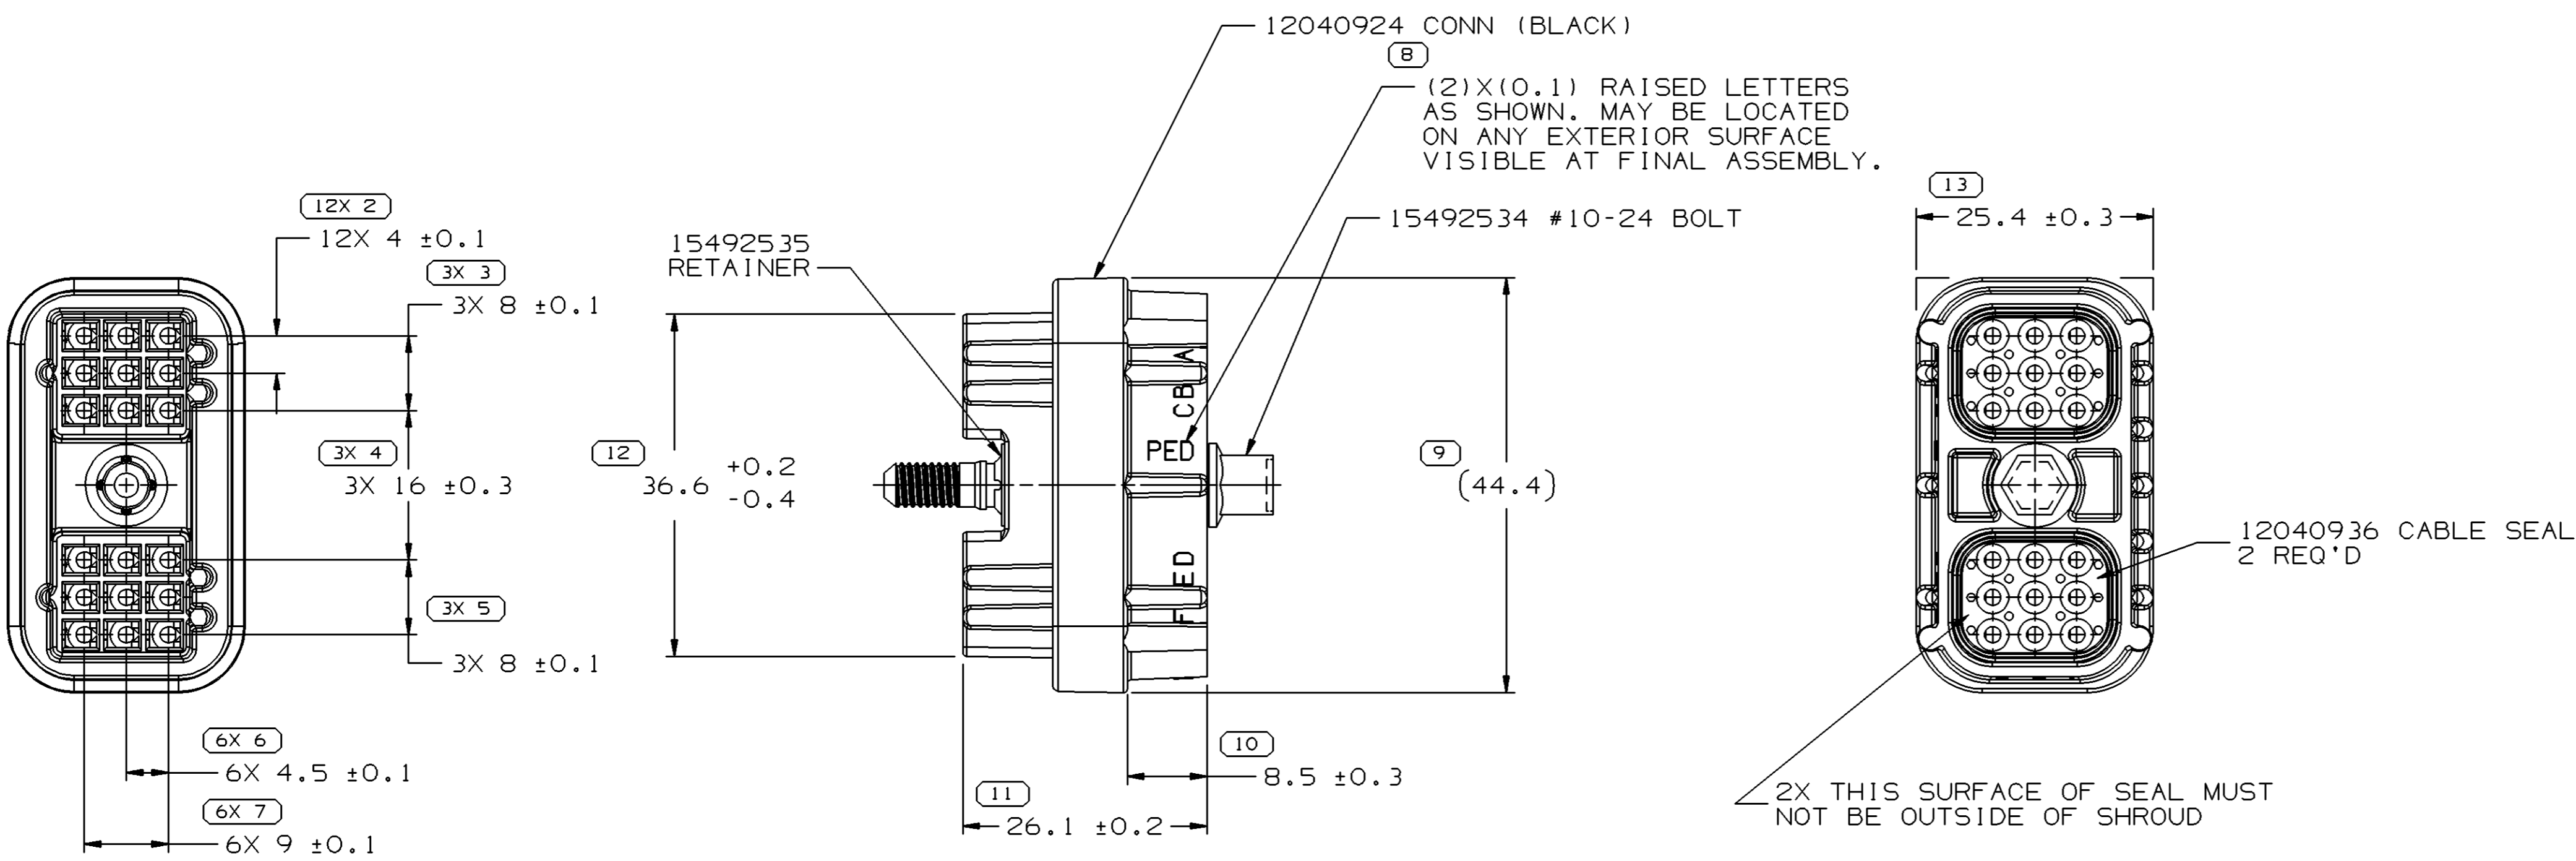 12040924 CONN (BLACK)
8
(2)X(0.1) RAISED LETTERS
AS SHOWN. MAY BE LOCATED
ON ANY EXTERIOR SURFACE
VISIBLE AT FINAL ASSEMBLY.
15492534 #10-24 BOLT
15492535
RETAINER
12X 2
12X 4 ±0.1
3X 3
3X 8 ±0.1
3X 4
3X 16 ±0.3
3X 5
3X 8 ±0.1
6X 6
6X 4.5 ±0.1
6X 7
6X 9 ±0.1
12
36.6 +0.2
-0.4
A
CB
PED
ED
F
9
(44.4)
10
8.5 ±0.3
11
26.1 ±0.2
13
25.4 ±0.3
12040936 CABLE SEAL
2 REQ'D
2X THIS SURFACE OF SEAL MUST
NOT BE OUTSIDE OF SHROUD